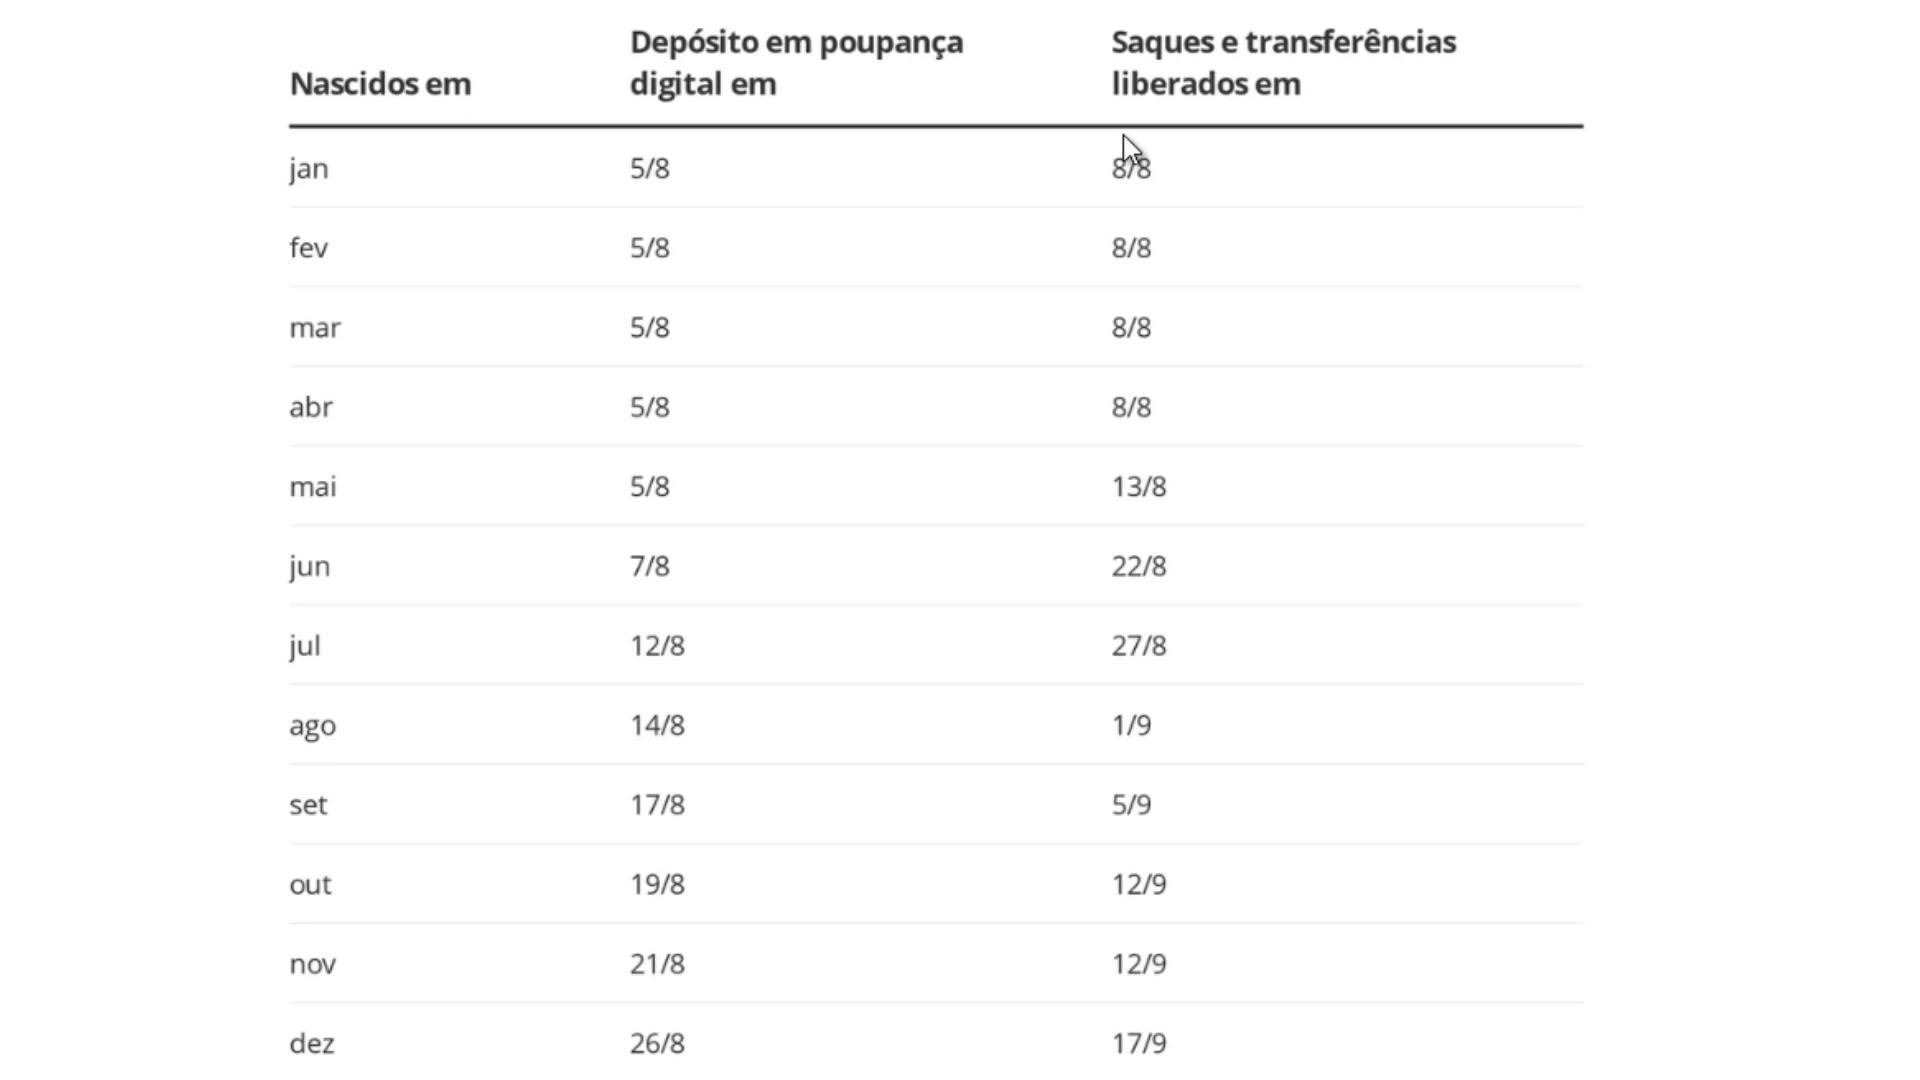 Nascidos em
Depósito em poupança
digital em
Saques e transferências
liberados em
jan 5/8 8/8
fev 5/8 8/8
mar 5/8 8/8
abr 5/8 8/8
mai 5/8 13/8
jun 7/8 22/8
jul 12/8 27/8
ago 14/8 1/9
set 17/8 5/9
out 19/8 12/9
nov 21/8 12/9
dez 26/8 17/9